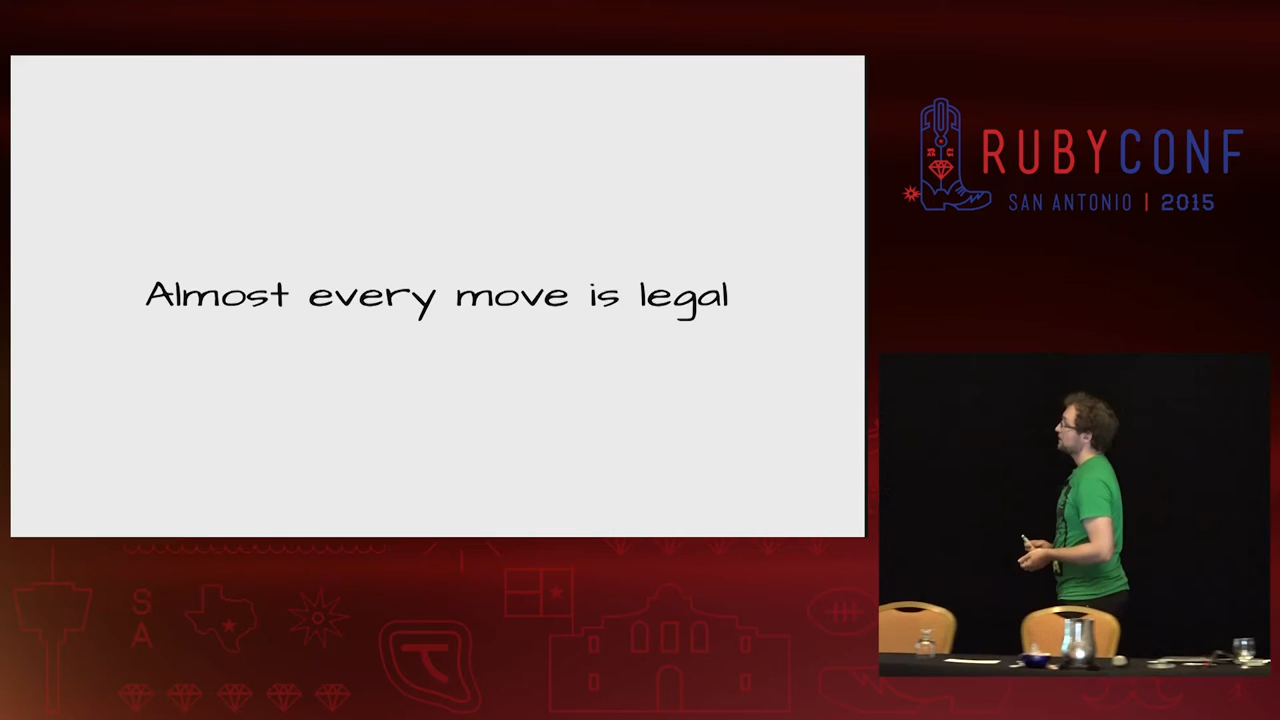 Almost every move is legal
RUBYCONF
SAN ANTONIO | 2015
S
A